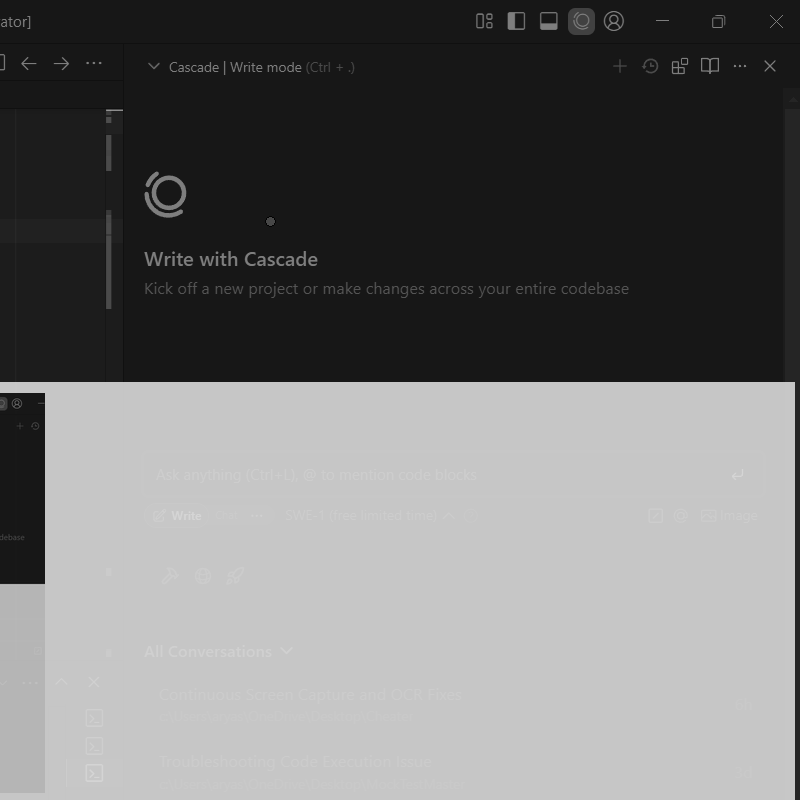 ator]
Cascade | Write mode (Ctrl + .)
Write with Cascade
Kick off a new project or make changes across your entire codebase
debase
Ask anything (Ctrl+L), @ to mention code blocks
Write
SWE-1 (free limited time)
Image
All Conversations
Continuous Screen Capture and OCR Fixes
Troubleshooting Code Execution Issue